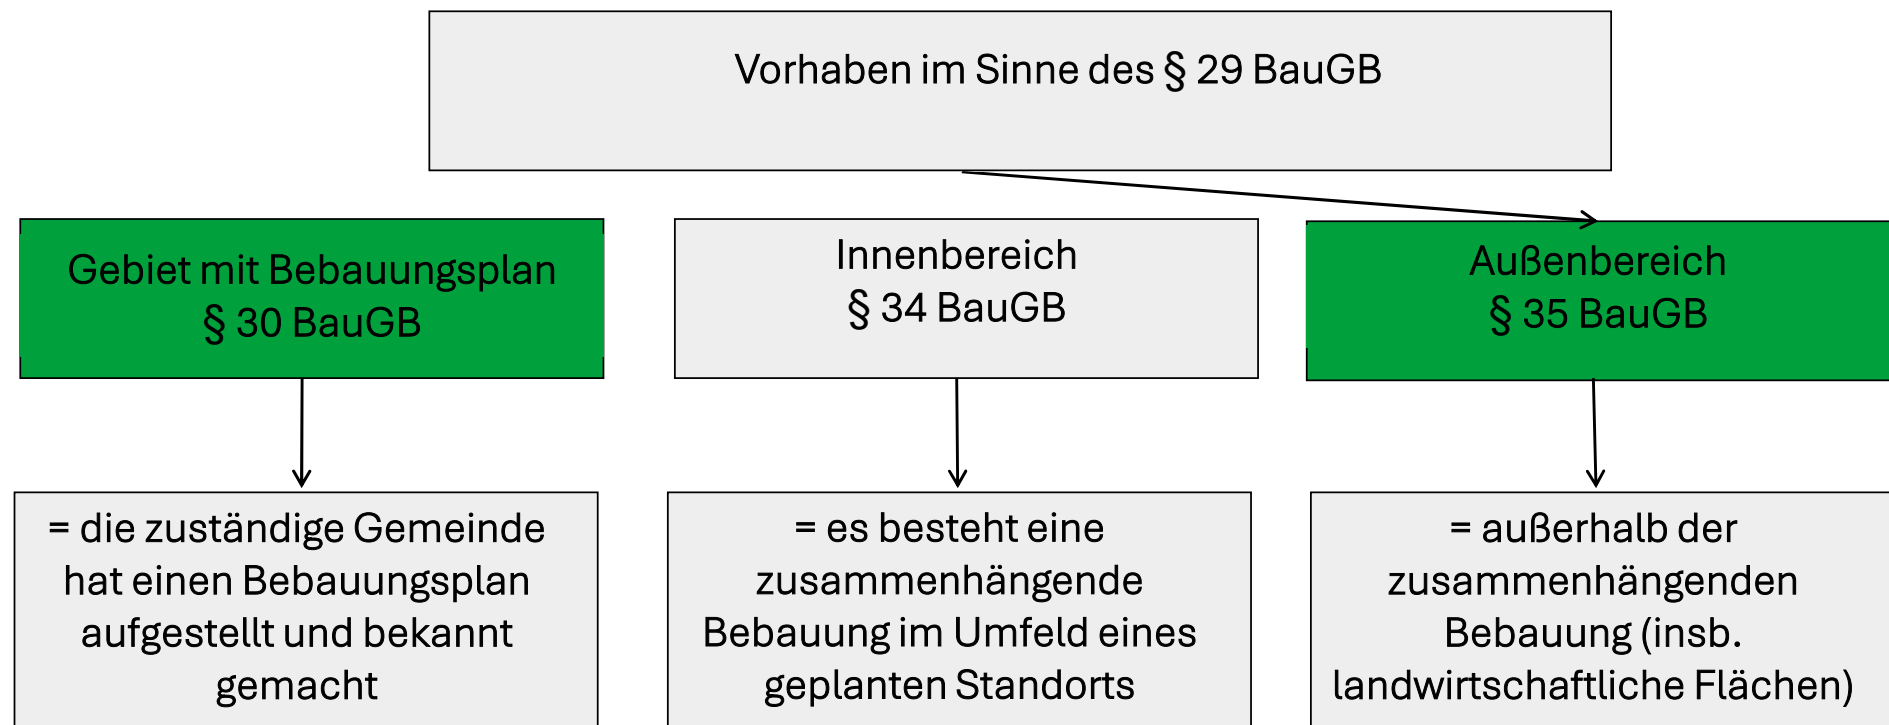 Vorhaben im Sinne des § 29 BauGB
Gebiet mit Bebauungsplan
§ 30 BauGB
Innenbereich
§ 34 BauGB
Außenbereich
§ 35 BauGB
= die zuständige Gemeinde
hat einen Bebauungsplan
aufgestellt und bekannt
gemacht
= es besteht eine
zusammenhängende
Bebauung im Umfeld eines
geplanten Standorts
= außerhalb der
zusammenhängenden
Bebauung (insb.
landwirtschaftliche Flächen)